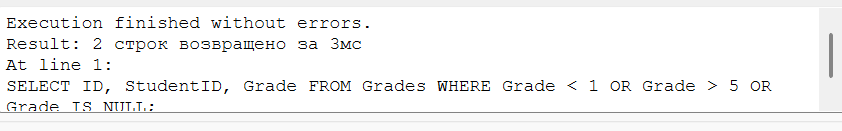 Execution finished without errors.
Result: 2 строк возвращено за 3мс
At line 1:
SELECT ID, StudentID, Grade FROM Grades WHERE Grade < 1 OR Grade > 5 OR
Grade IS NULL;